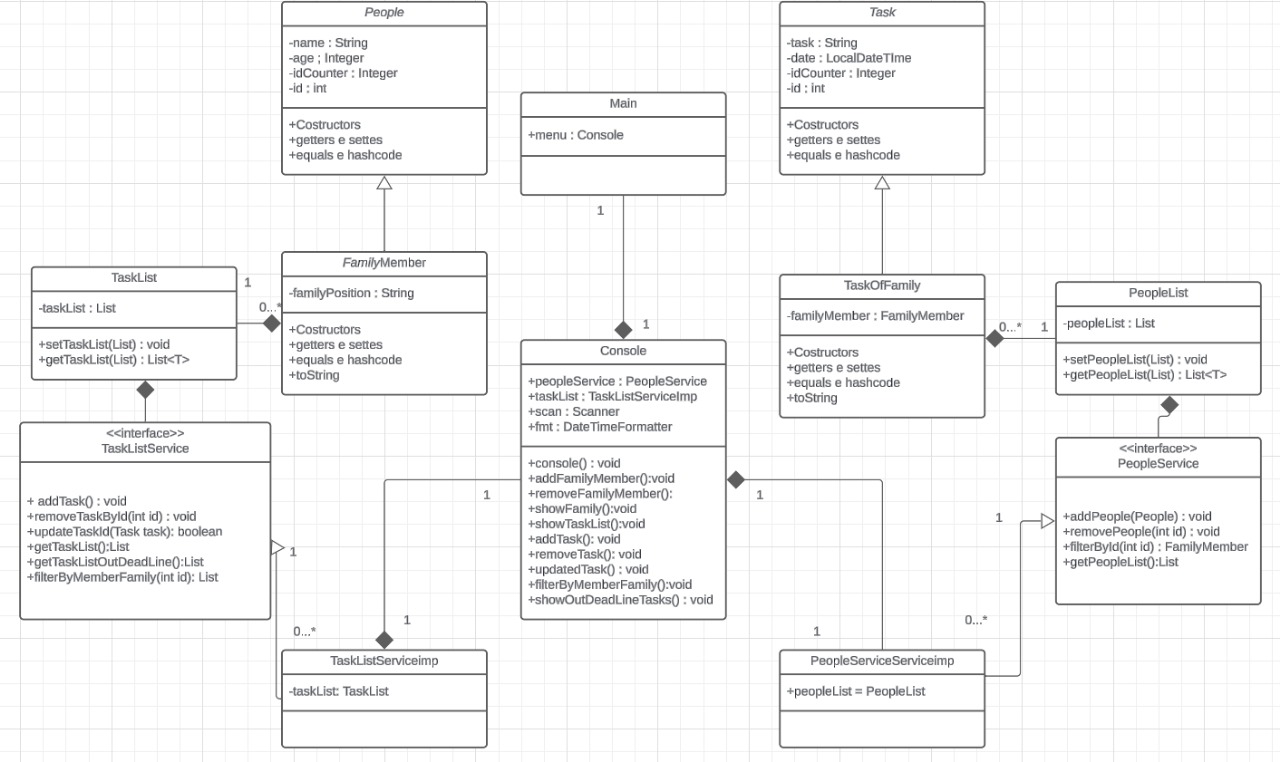 People
-name : String
-age ; Integer
-idCounter : Integer
-id : int
+Costructors
+getters e settes
+equals e hashcode
Task
-task : String
-date : LocalDateTIme
-idCounter : Integer
-id : int
+Costructors
+getters e settes
+equals e hashcode
Main
+menu : Console
1
1
FamilyMember
-familyPosition : String
+Costructors
+getters e settes
+equals e hashcode
+toString
TaskList
-taskList : List
+setTaskList(List) : void
+getTaskList(List) : List<T>
1
0...*
TaskOfFamily
-familyMember : FamilyMember
+Costructors
+getters e settes
+equals e hashcode
+toString
0...*
1
PeopleList
-peopleList : List
+setPeopleList(List) : void
+getPeopleList(List) : List<T>
Console
+peopleService : PeopleService
+taskList : TaskListServiceImp
+scan : Scanner
+fmt : DateTimeFormatter
+console() : void
+addFamilyMember():void
+removeFamilyMember():
+showFamily():void
+showTaskList():void
+addTask(): void
+removeTask(): void
+updatedTask() : void
+filterByMemberFamily():void
+showOutDeadLineTasks() : void
<<interface>>
TaskListService
+ addTask() : void
+removeTaskById(int id) : void
+updateTaskId(Task task): boolean
+getTaskList():List
+getTaskListOutDeadLine():List
+filterByMemberFamily(int id): List
<<interface>>
PeopleService
+addPeople(People) : void
+removePeople(int id) : void
+filterById(int id) : FamilyMember
+getPeopleList():List
1
1
1
1
0...*
1
1
0...*
TaskListServiceimp
-taskList: TaskList
PeopleServiceServiceimp
+peopleList = PeopleList